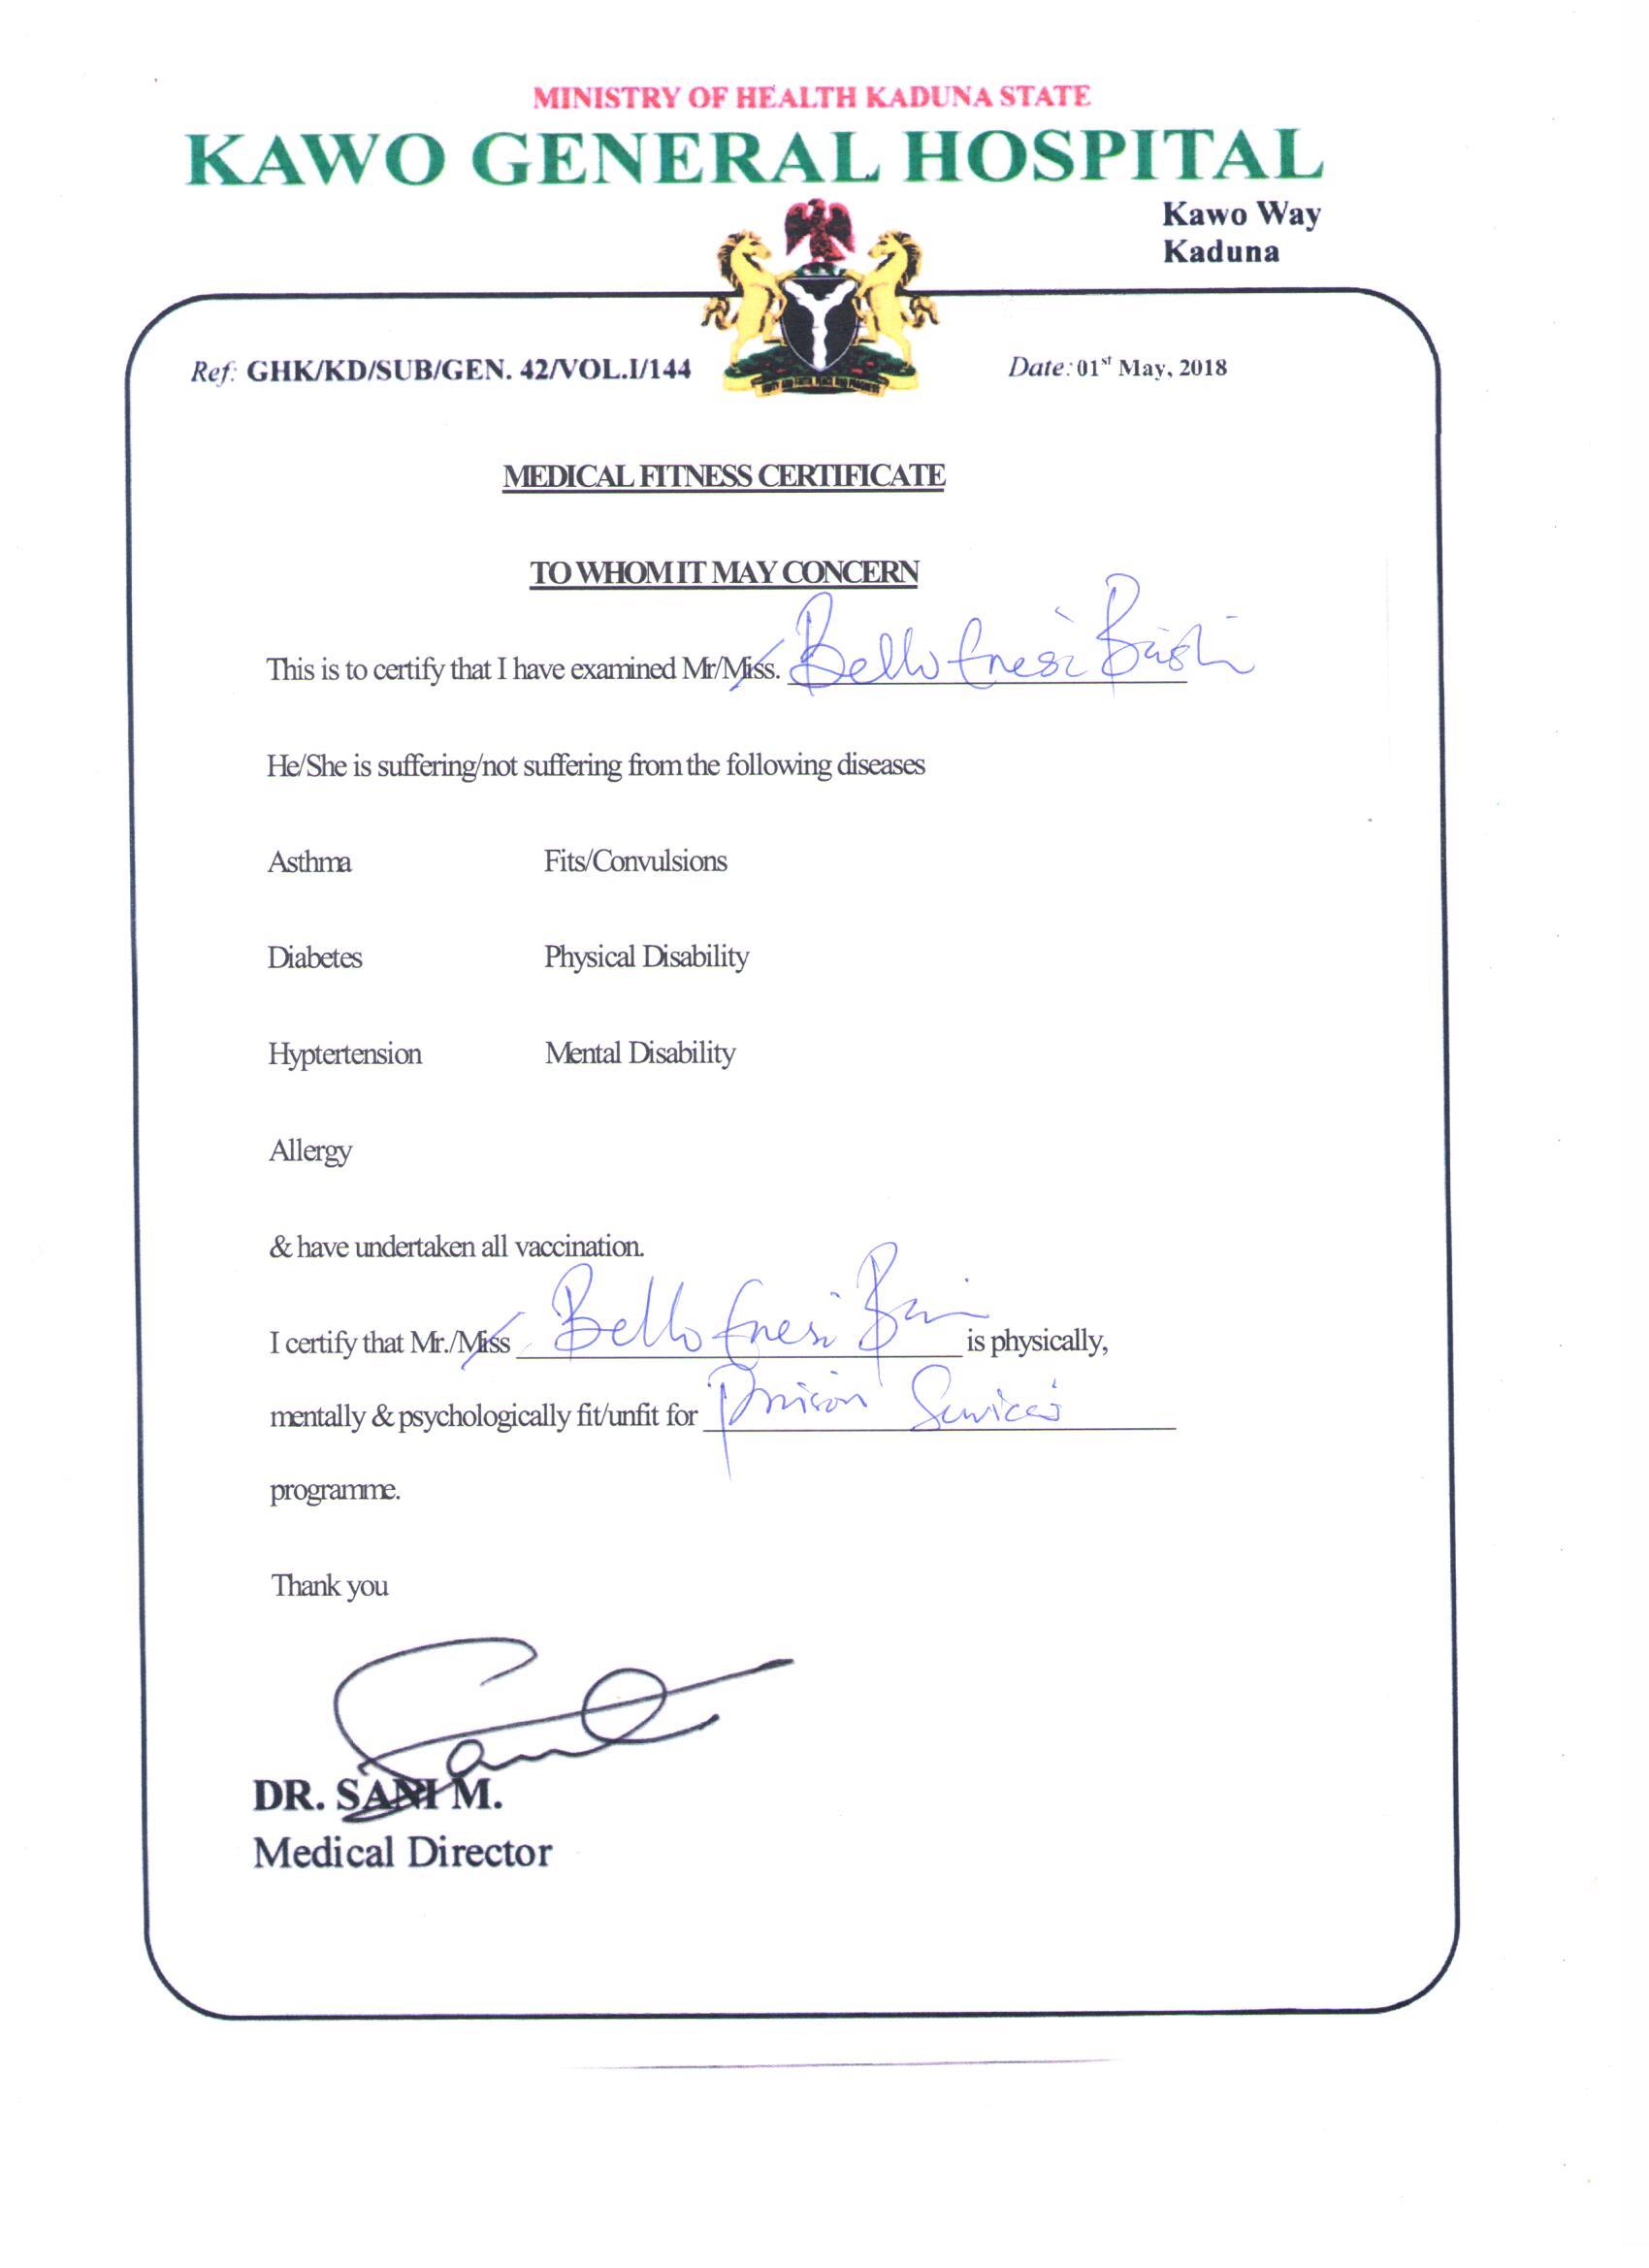 MINISTRY OF HEALTH KADUNA STATE
KAWO GENERAL HOSPITAL
Kawo Way
Kaduna
Ref: GHK/KD/SUB/GEN. 42/VOL.I/144
Date: 01st May, 2018
MEDICAL FITNESS CERTIFICATE
TO WHOM IT MAY CONCERN
This is to certify that I have examined Mr/Miss. Bello Enesi
He/She is suffering/not suffering from the following diseases
Asthma Fits/Convulsions
Diabetes Physical Disability
Hyptertension Mental Disability
Allergy
& have undertaken all vaccination.
I certify that Mr./Miss Bello Enesi is physically,
mentally & psychologically fit/unfit for Prison Services
programme.
Thank you
DR. SANI M.
Medical Director